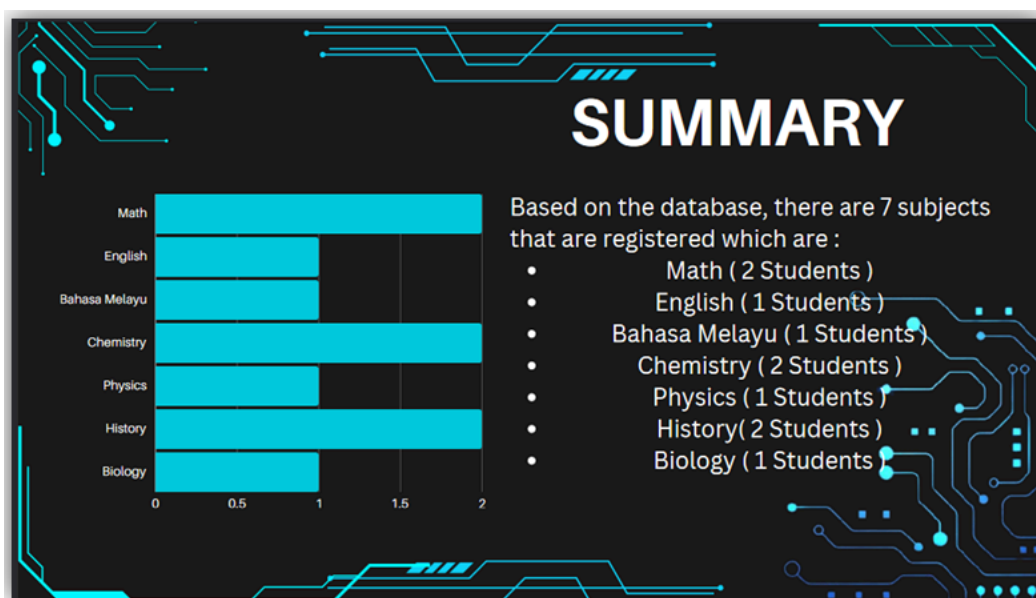 SUMMARY
Math
English
Bahasa Melayu
Chemistry
Physics
History
Biology
0 0.5 1 1.5 2
Based on the database, there are 7 subjects
that are registered which are :
• Math ( 2 Students )
• English ( 1 Students )
• Bahasa Melayu ( 1 Students )
• Chemistry ( 2 Students )
• Physics ( 1 Students )
• History( 2 Students )
• Biology ( 1 Students )